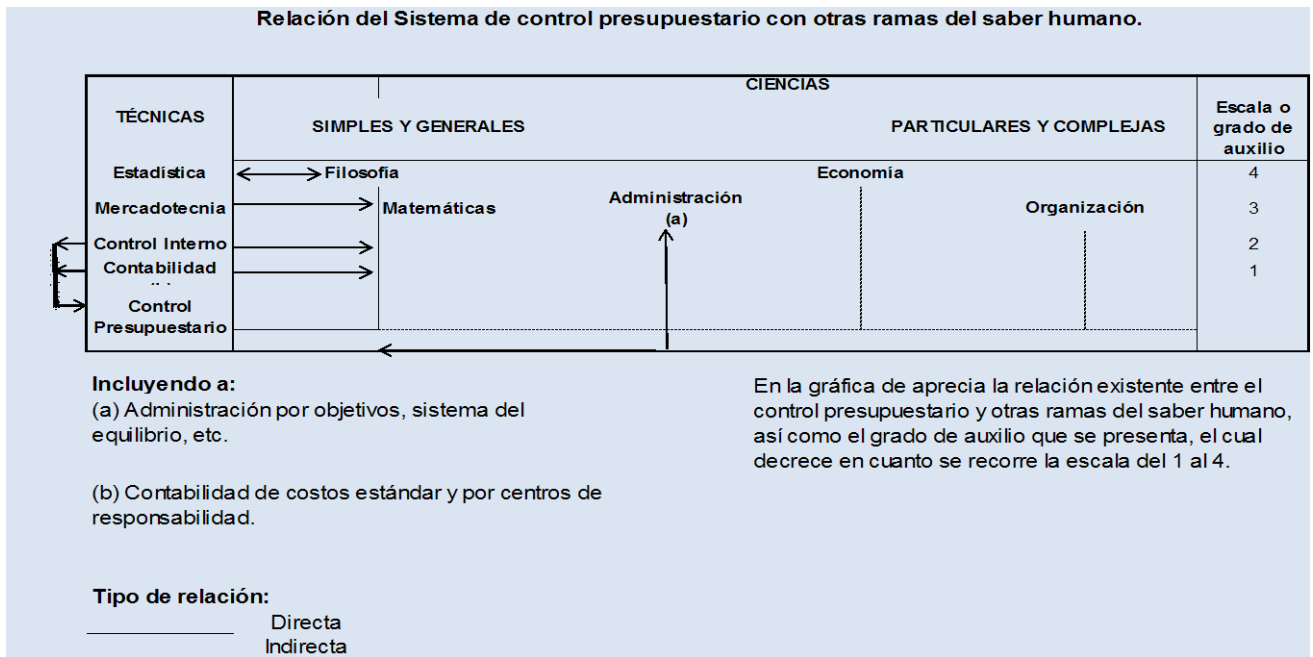 Relación del Sistema de control presupuestario con otras ramas del saber humano.
CIENCIAS
TÉCNICAS
SIMPLES Y GENERALES
PARTICULARES Y COMPLEJAS
Escala o
grado de
auxilio
Estadística
Filosofía
Economía
4
Mercadotecnia
Matemáticas
Administración
(a)
Organización
3
Control Interno
2
Contabilidad
1
Control
Presupuestario
Incluyendo a:
(a) Administración por objetivos, sistema del
equilibrio, etc.
(b) Contabilidad de costos estándar y por centros de
responsabilidad.
En la gráfica de aprecia la relación existente entre el
control presupuestario y otras ramas del saber humano,
así como el grado de auxilio que se presenta, el cual
decrece en cuanto se recorre la escala del 1 al 4.
Tipo de relación:
Directa
Indirecta